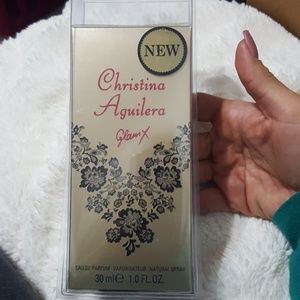 NEW
Christina
Aguilera
Glam X
EAU DE PARFUM · VAPORISATEUR · NATURAL SPRAY
30 ml ℮ 1.0 FL.OZ.